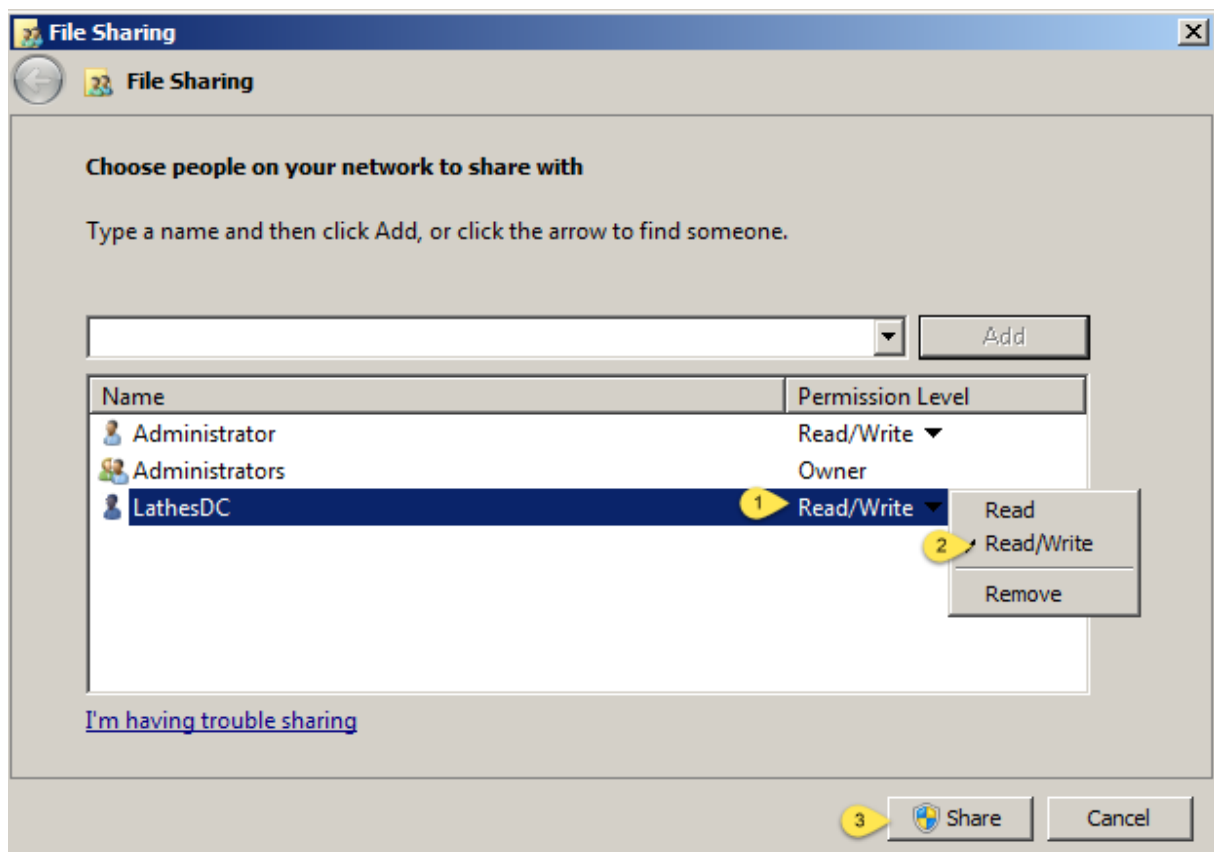 File Sharing
File Sharing
Choose people on your network to share with
Type a name and then click Add, or click the arrow to find someone.
Add
Name Permission Level
Administrator Read/Write
Administrators Owner
LathesDC 1 Read/Write Read
2 Read/Write
Remove
I'm having trouble sharing
3 Share Cancel